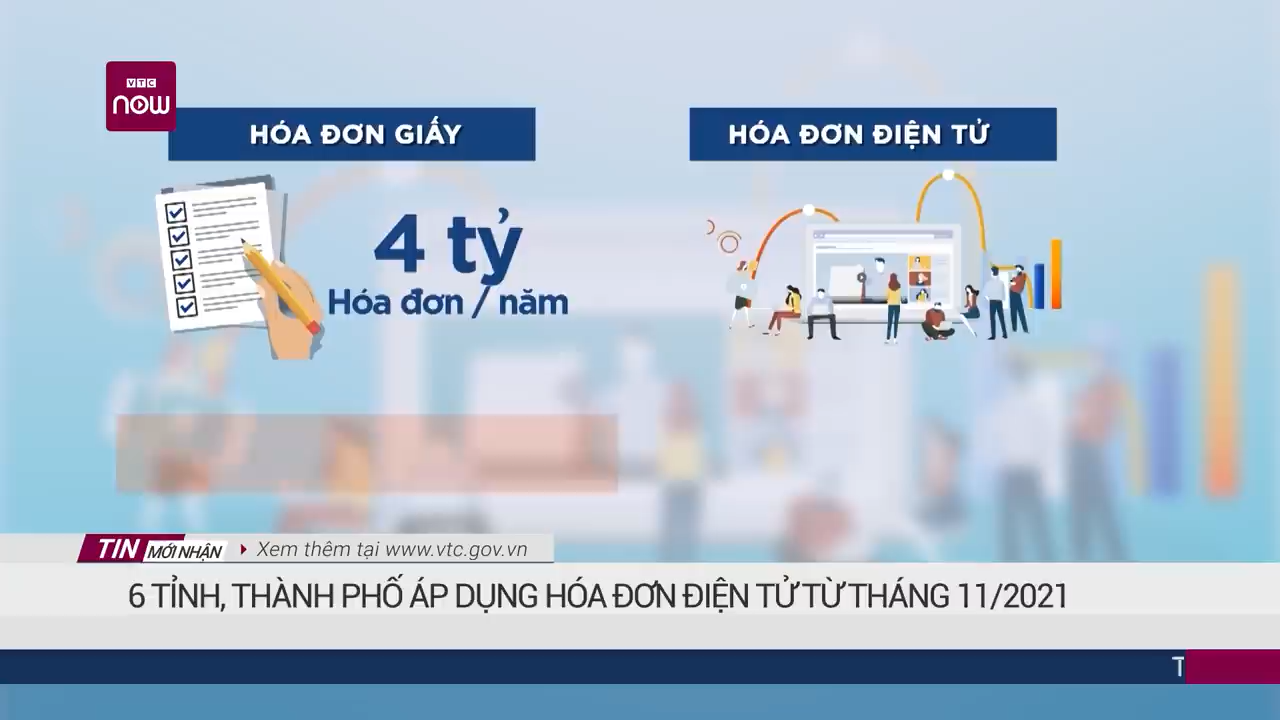 VTC
now
HÓA ĐƠN GIẤY
HÓA ĐƠN ĐIỆN TỬ
4 tỷ
Hóa đơn / năm
TIN MỚI NHẬN
Xem thêm tại www.vtc.gov.vn
6 TỈNH, THÀNH PHỐ ÁP DỤNG HÓA ĐƠN ĐIỆN TỬ TỪ THÁNG 11/2021
T